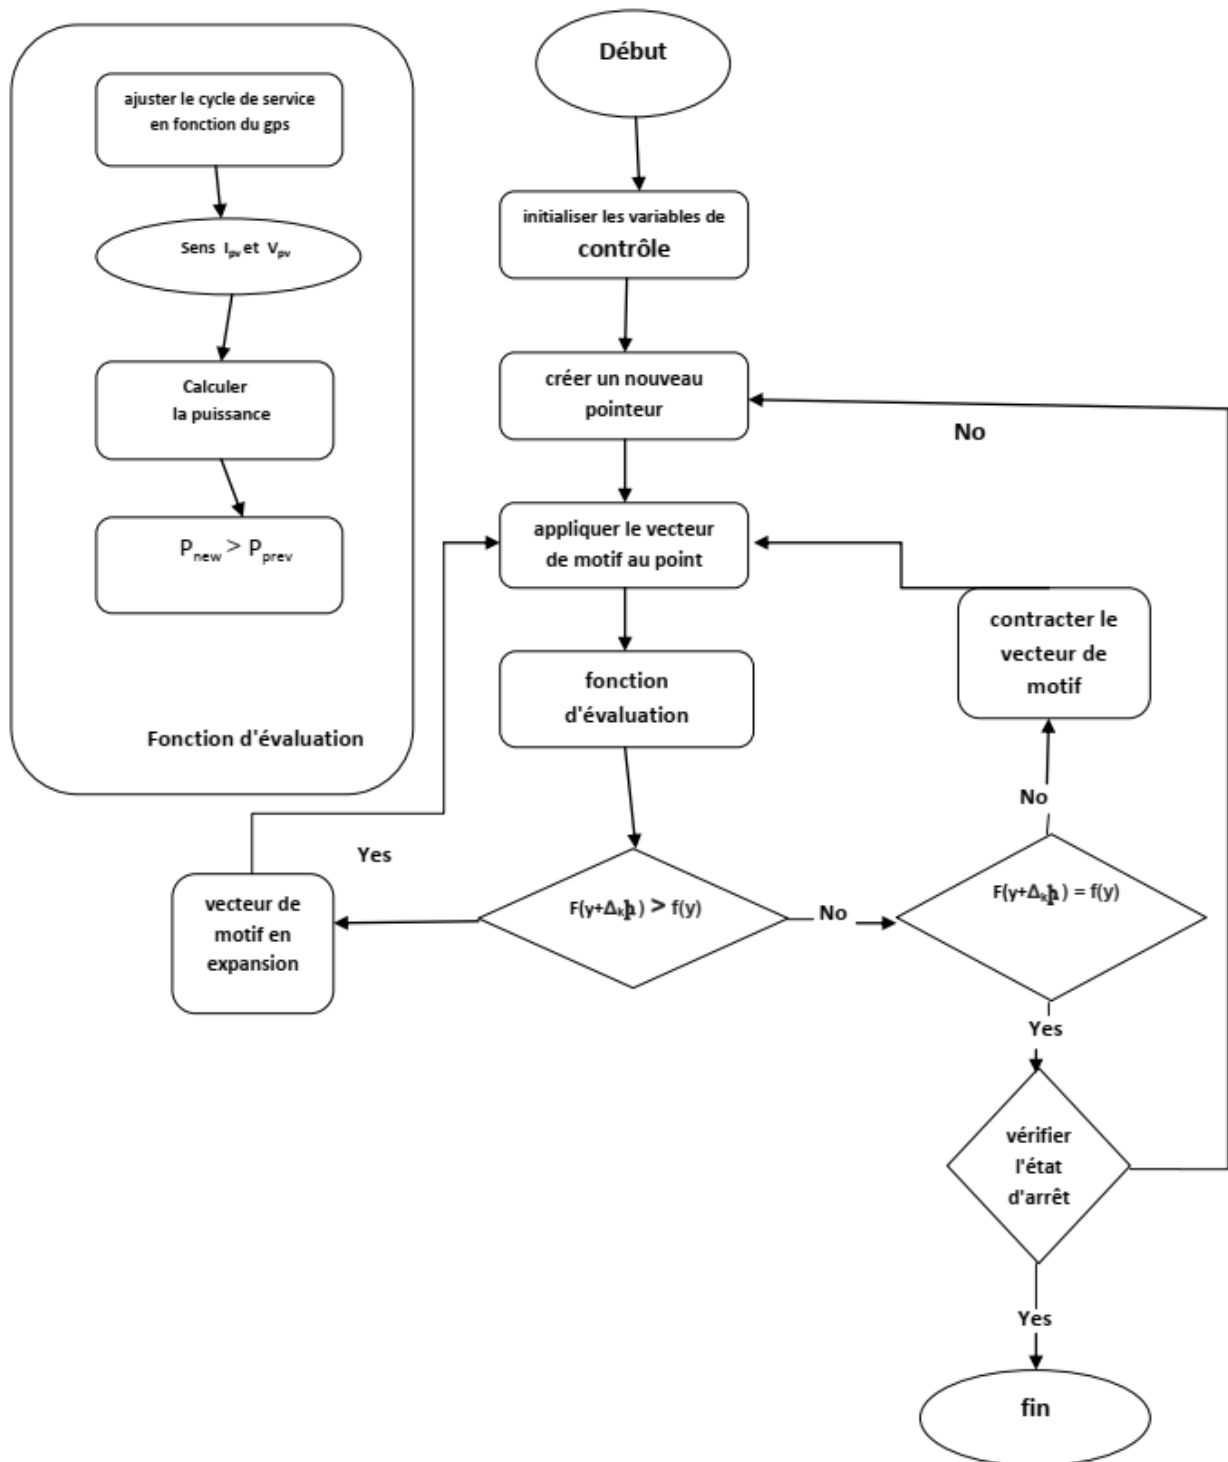 ajuster le cycle de service
en fonction du gps
Sens Ipv et Vpv
Calculer
la puissance
Pnew > Pprev
Fonction d'évaluation
Début
initialiser les variables de
contrôle
créer un nouveau
pointeur
No
appliquer le vecteur
de motif au point
contracter le
vecteur de
motif
fonction
d'évaluation
No
Yes
vecteur de
motif en
expansion
F(y+Δk ) > f(y)
No
F(y+Δk ) = f(y)
Yes
vérifier
l'état
d'arrêt
Yes
fin